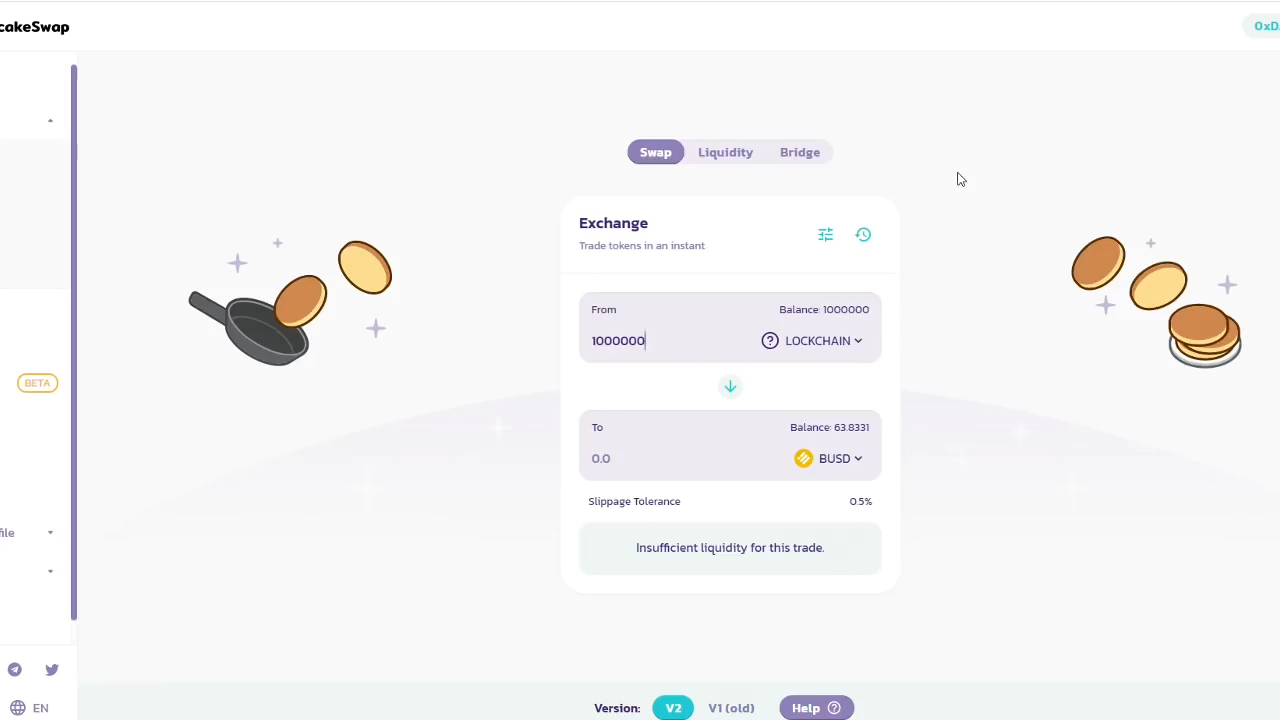 cakeSwap
0xD
Swap Liquidity Bridge
Exchange
Trade tokens in an instant
From Balance: 1000000
1000000 LOCKCHAIN
To Balance: 63.8331
0.0 BUSD
Slippage Tolerance 0.5%
Insufficient liquidity for this trade.
BETA
file
EN
Version: V2 V1 (old) Help